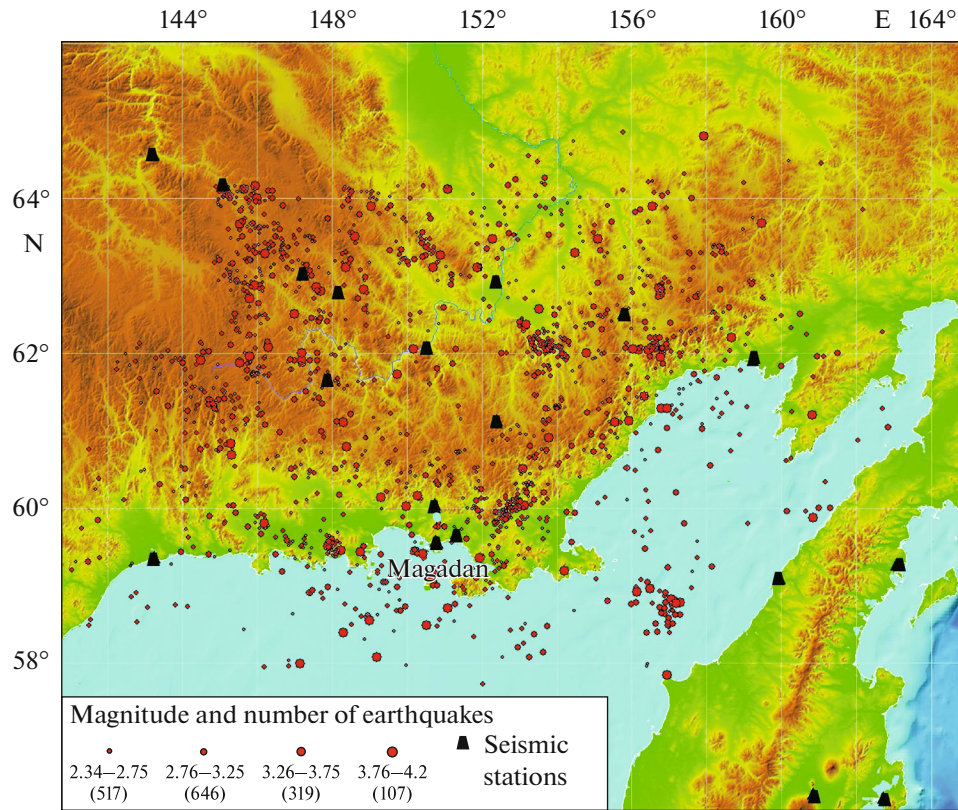 144° 148° 152° 156° 160° E 164°
64°
N
62°
60°
Magadan
58°
Magnitude and number of earthquakes
2.34–2.75 2.76–3.25 3.26–3.75 3.76–4.2
(517) (646) (319) (107)
Seismic
stations